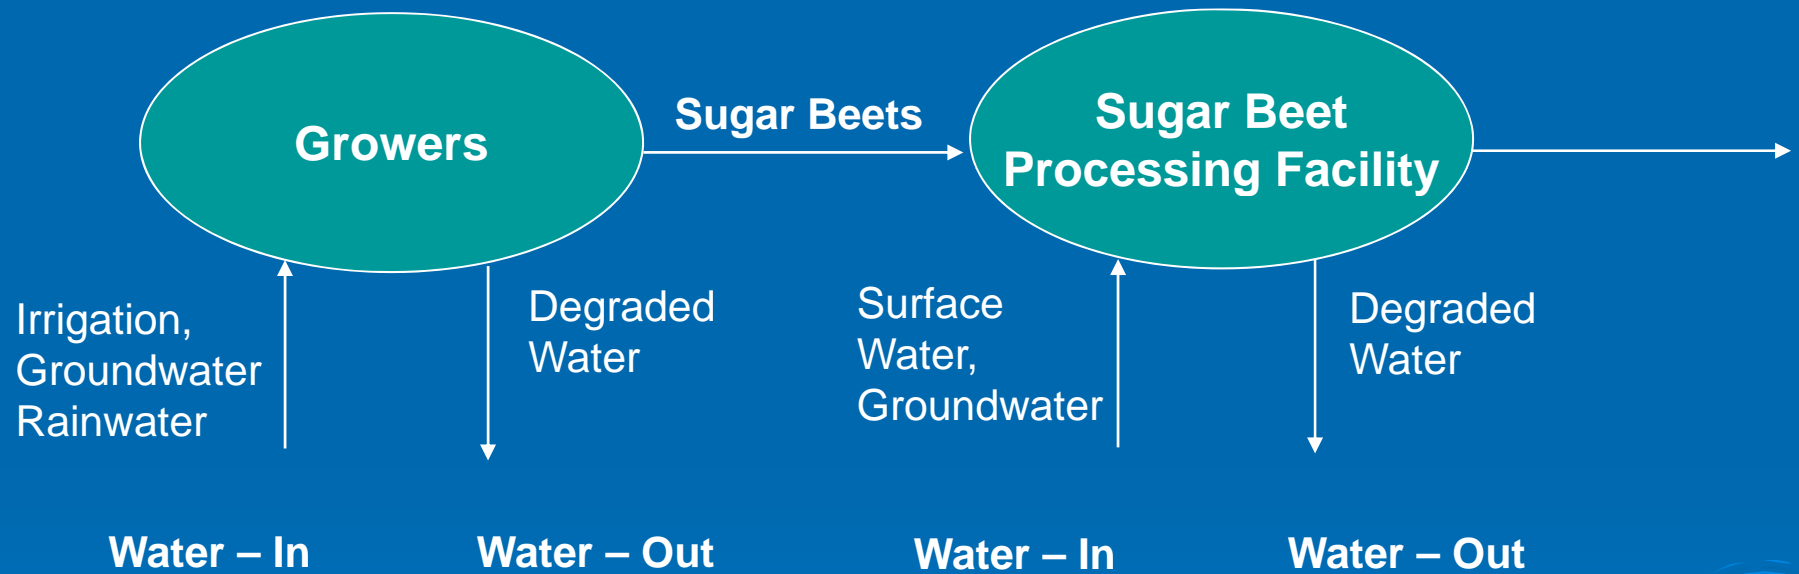 Growers
Sugar Beets
Sugar Beet
Processing Facility
Irrigation,
Groundwater
Rainwater
Degraded
Water
Surface
Water,
Groundwater
Degraded
Water
Water – In
Water – Out
Water – In
Water – Out